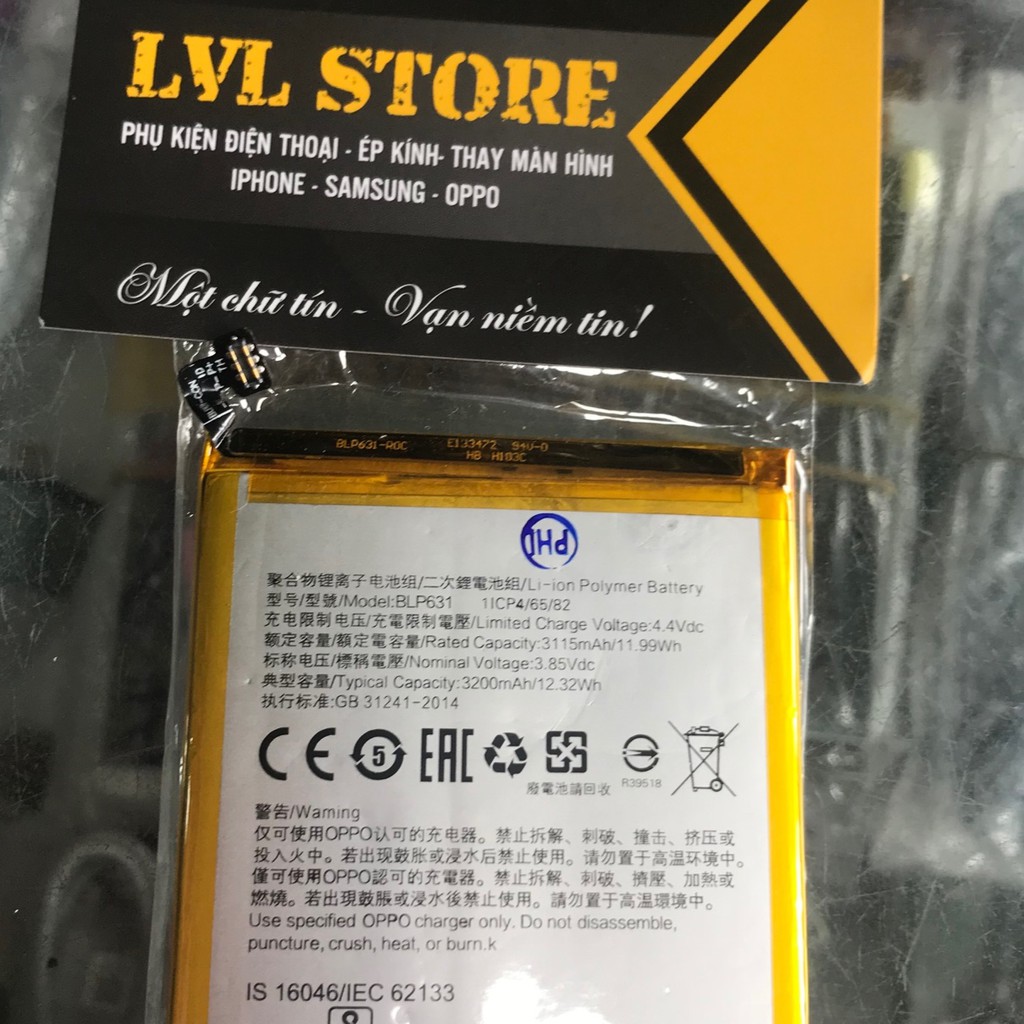 LVL STORE
PHỤ KIỆN ĐIỆN THOẠI - ÉP KÍNH- THAY MÀN HÌNH
IPHONE - SAMSUNG - OPPO
Một chữ tín - Vạn niềm tin!
BLP631-ROC E133472 94V-0
HB H103C
PHJ
聚合物锂离子电池组/二次鋰電池組/Li-ion Polymer Battery
型号/型號/Model:BLP631 1ICP4/65/82
充电限制电压/充電限制電壓/Limited Charge Voltage:4.4Vdc
额定容量/額定電容量/Rated Capacity:3115mAh/11.99Wh
标称电压/標稱電壓/Nominal Voltage:3.85Vdc
典型容量/Typical Capacity:3200mAh/12.32Wh
执行标准:GB 31241-2014
CE 5 EAC
廢電池請回收 R39518
警告/Waming
仅可使用OPPO认可的充电器。禁止拆解、刺破、撞击、挤压或
投入火中。若出现鼓胀或浸水后禁止使用。请勿置于高温环境中。
僅可使用OPPO認可的充電器。禁止拆解、刺破、擠壓、加熱或
燃燒。若出現鼓脹或浸水後禁止使用。請勿置于高溫環境中。
Use specified OPPO charger only. Do not disassemble,
puncture, crush, heat, or burn.k
IS 16046/IEC 62133